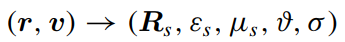 (r, v) → (R_s, ε_s, μ_s, ϑ, σ)